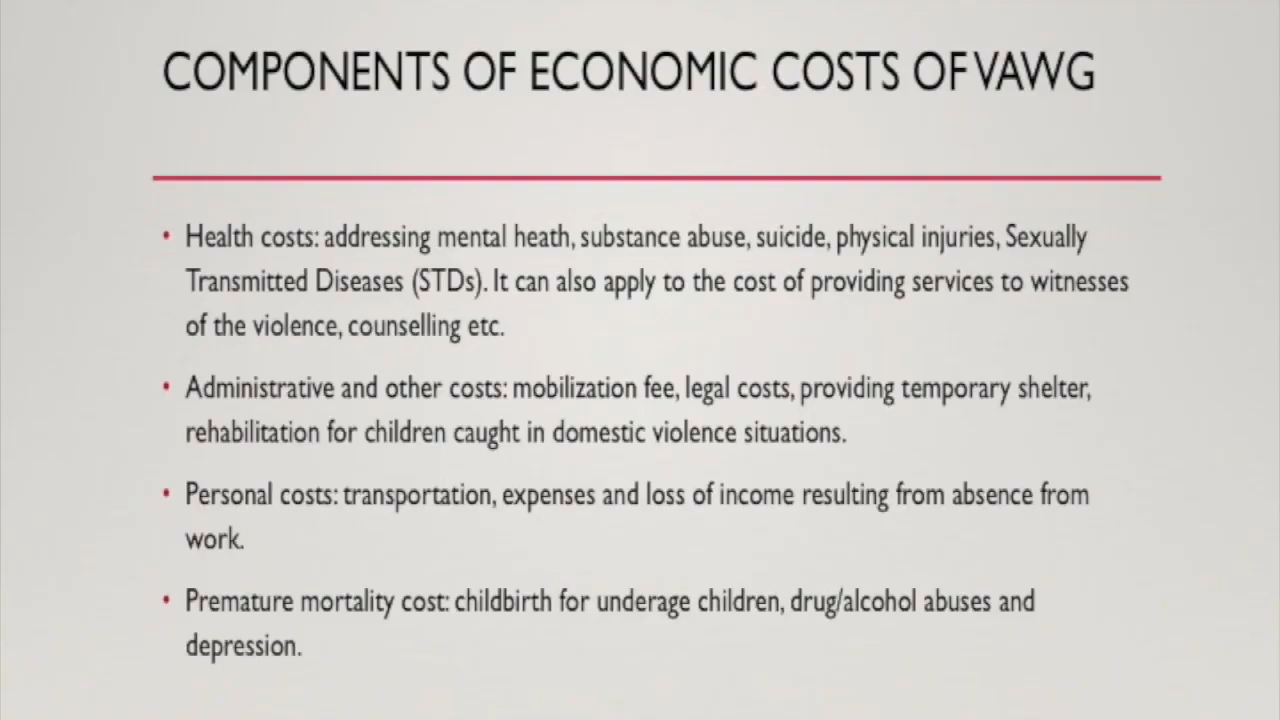 COMPONENTS OF ECONOMIC COSTS OF VAWG
• Health costs: addressing mental heath, substance abuse, suicide, physical injuries, Sexually
Transmitted Diseases (STDs). It can also apply to the cost of providing services to witnesses
of the violence, counselling etc.
• Administrative and other costs: mobilization fee, legal costs, providing temporary shelter,
rehabilitation for children caught in domestic violence situations.
• Personal costs: transportation, expenses and loss of income resulting from absence from
work.
• Premature mortality cost: childbirth for underage children, drug/alcohol abuses and
depression.